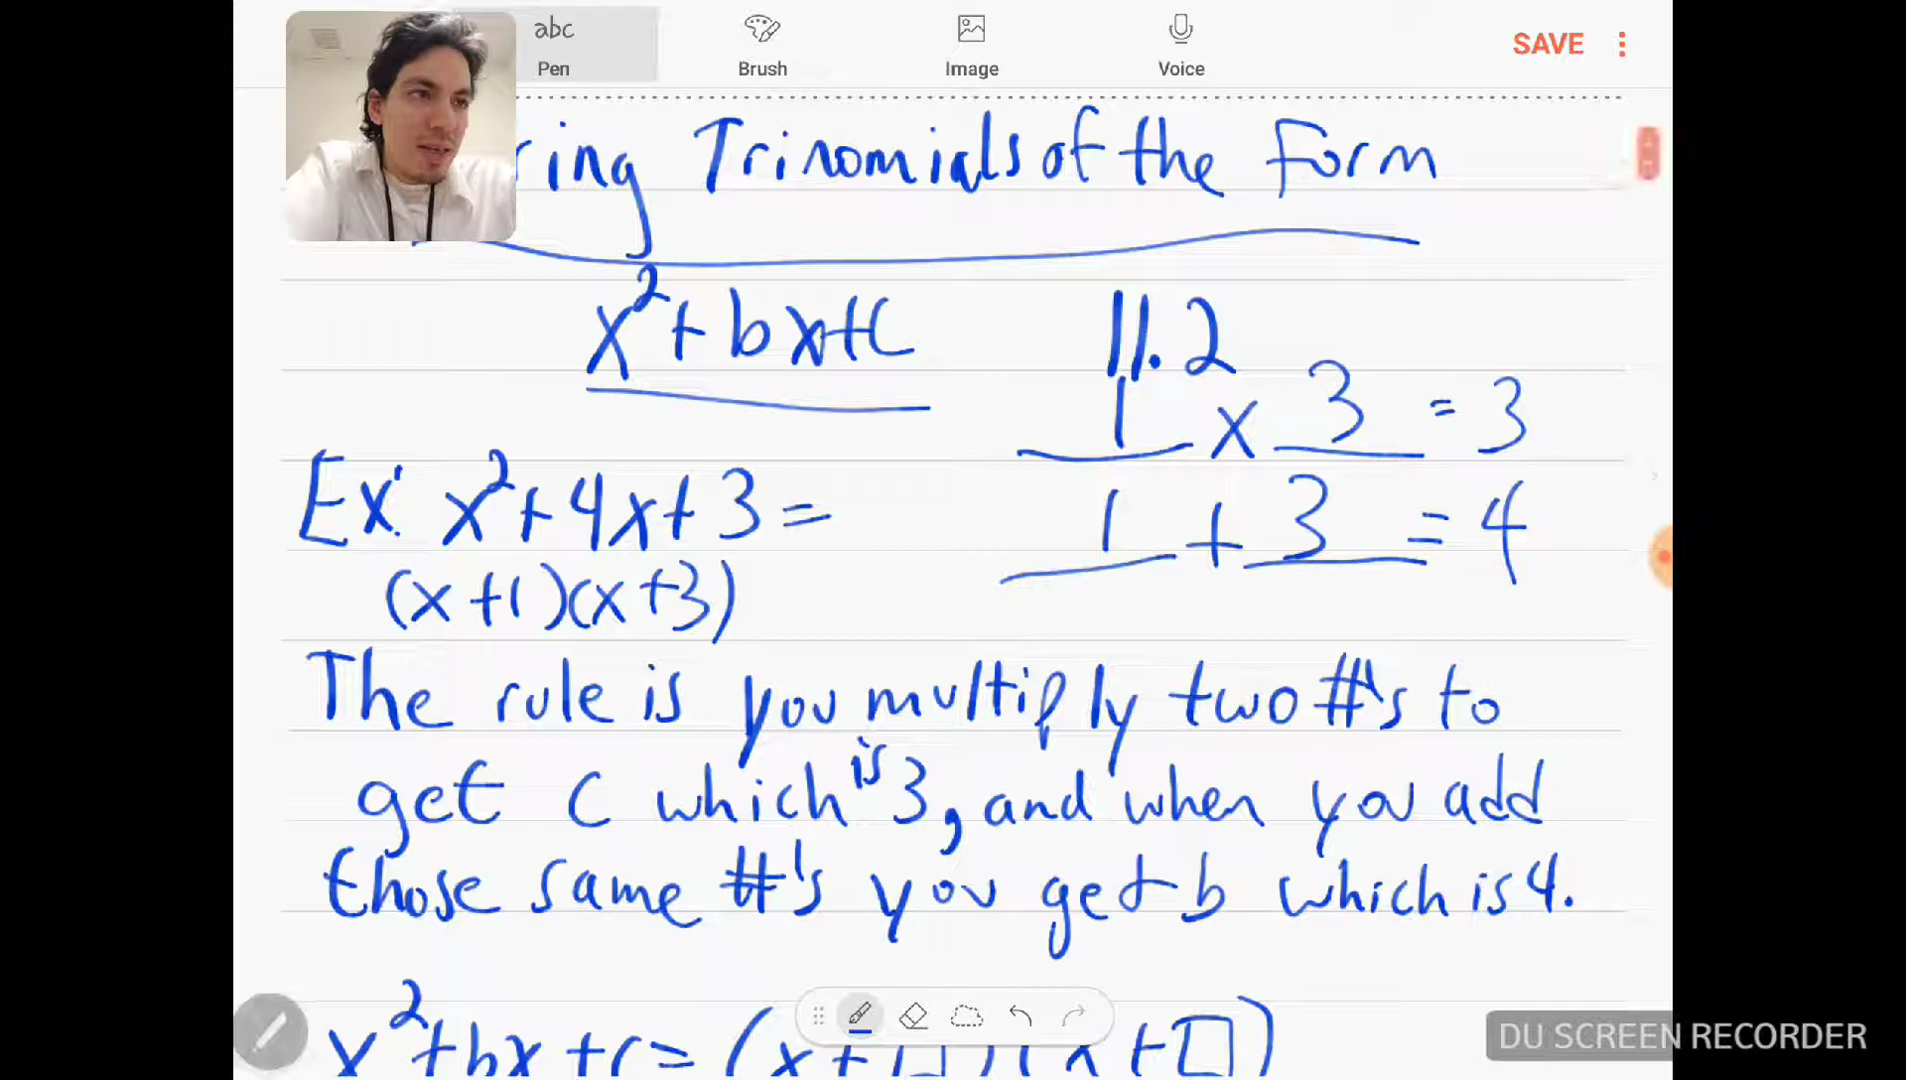 abc
Pen
Brush
Image
Voice
SAVE
ring Trinomials of the Form
x²+bx+c
11.2
1 x 3 = 3
Ex: x²+4x+3=
1 + 3 = 4
(x+1)(x+3)
The rule is you multiply two #'s to
get c which is 3, and when you add
those same #'s you get b which is 4.
x²+bx+c=(x+□)(x+□)
DU SCREEN RECORDER